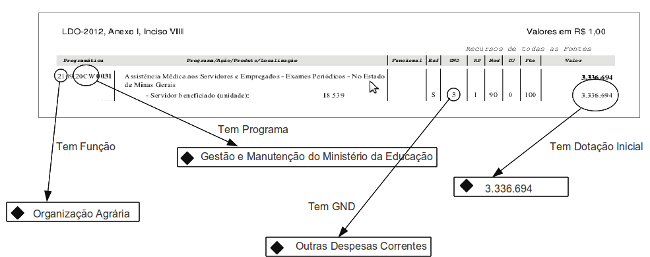 LDO-2012, Anexo I, Inciso VIIII
Valores em R$ 1,00
Recursos de todas as Fontes
Programática Programa/Ação/Produto/Localização Funcional Esf GND RP Mod IU Fte Valor
2109 20CW 0031 Assistência Médica aos Servidores e Empregados - Exames Periódicos - No Estado 3.336.694
de Minas Gerais
- Servidor beneficiado (unidade): 18.539 S 3 1 90 0 100 3.336.694
Tem Função
Tem Programa
Tem Dotação Inicial
Gestão e Manutenção do Ministério da Educação
3.336.694
Tem GND
Organização Agrária
Outras Despesas Correntes